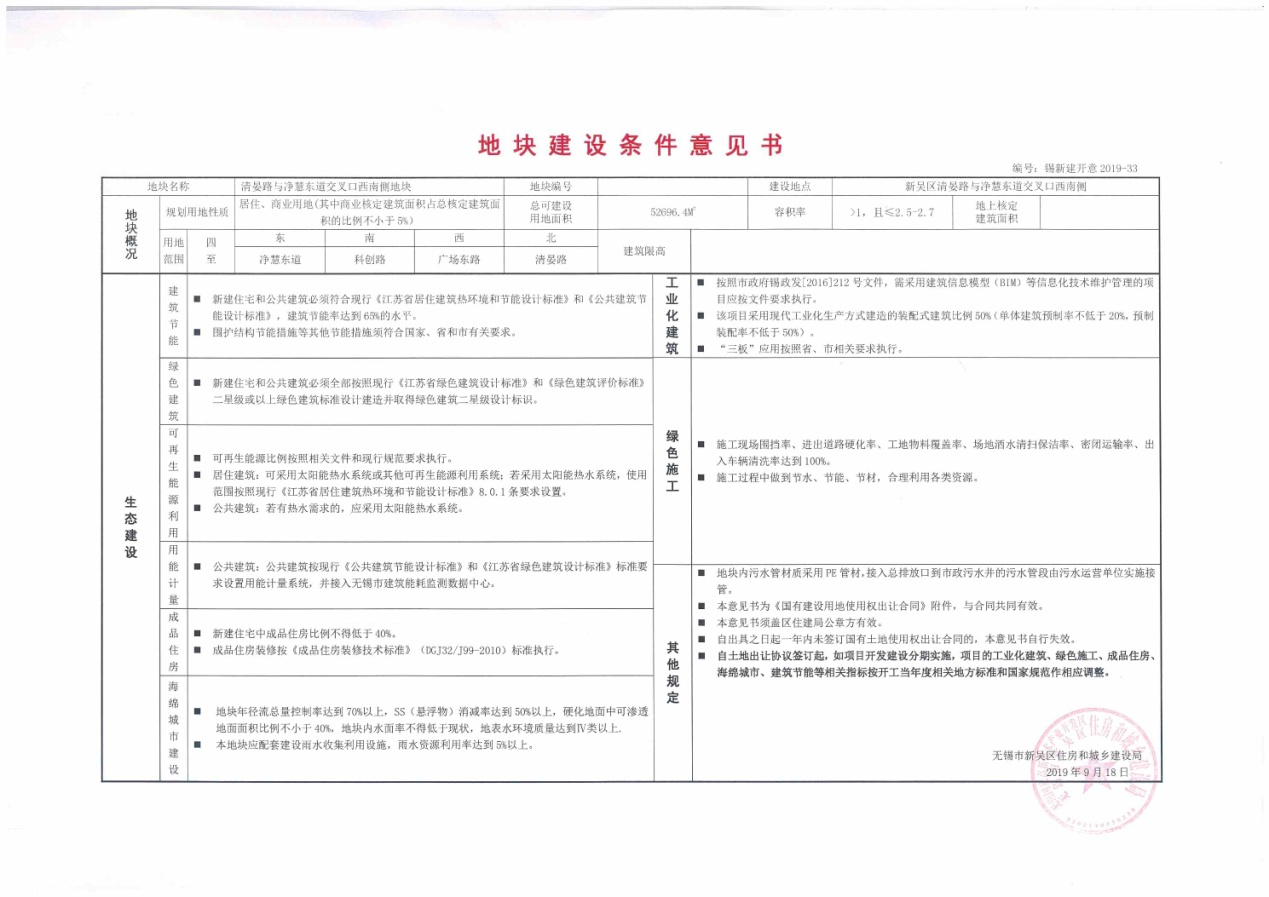 地块建设条件意见书
编号：锡新建开意 2019-33
地块名称 清晏路与净慧东道交叉口西南侧地块 地块编号 建设地点 新吴区清晏路与净慧东道交叉口西南侧
地块概况
规划用地性质
居住、商业用地(其中商业核定建筑面积占总核定建筑面
积的比例不小于 5%)
总可建设
用地面积
52696.4㎡
容积率
>1，且≤2.5-2.7
地上核定
建筑面积
用地
范围
四
至
东 南 西 北
净慧东道 科创路 广场东路 清晏路
建筑限高
生态建设
建筑节能
■ 新建住宅和公共建筑必须符合现行《江苏省居住建筑热环境和节能设计标准》和《公共建筑节
能设计标准》，建筑节能率达到 65%的水平。
■ 围护结构节能措施等其他节能措施须符合国家、省和市有关要求。
绿色建筑
■ 新建住宅和公共建筑必须全部按照现行《江苏省绿色建筑设计标准》和《绿色建筑评价标准》
二星级或以上绿色建筑标准设计建造并取得绿色建筑二星级设计标识。
可再生能源利用
■ 可再生能源比例按照相关文件和现行规范要求执行。
■ 居住建筑：可采用太阳能热水系统或其他可再生能源利用系统；若采用太阳能热水系统，使用
范围按照现行《江苏省居住建筑热环境和节能设计标准》8.0.1 条要求设置。
■ 公共建筑：若有热水需求的，应采用太阳能热水系统。
用能计量
■ 公共建筑：公共建筑按现行《公共建筑节能设计标准》和《江苏省绿色建筑设计标准》标准要
求设置用能计量系统，并接入无锡市建筑能耗监测数据中心。
成品住房
■ 新建住宅中成品住房比例不得低于 40%。
■ 成品住房装修按《成品住房装修技术标准》（DGJ32/J99-2010）标准执行。
海绵城市建设
■ 地块年径流总量控制率达到 70%以上，SS（悬浮物）消减率达到 50%以上，硬化地面中可渗透
地面面积比例不小于 40%，地块内水面率不得低于现状，地表水环境质量达到Ⅳ类以上.
■ 本地块应配套建设雨水收集利用设施，雨水资源利用率达到 5%以上。
工业化建筑
■ 按照市政府锡政发[2016]212 号文件，需采用建筑信息模型（BIM）等信息化技术维护管理的项
目应按文件要求执行。
■ 该项目采用现代工业化生产方式建造的装配式建筑比例 50%（单体建筑预制率不低于 20%，预制
装配率不低于 50%）。
■ “三板”应用按照省、市相关要求执行。
绿色施工
■ 施工现场围挡率、进出道路硬化率、工地物料覆盖率、场地洒水清扫保洁率、密闭运输率、出
入车辆清洗率达到 100%。
■ 施工过程中做到节水、节能、节材，合理利用各类资源。
其他规定
■ 地块内污水管材质采用 PE 管材，接入总排放口到市政污水井的污水管段由污水运营单位实施接
管。
■ 本意见书为《国有建设用地使用权出让合同》附件，与合同共同有效。
■ 本意见书须盖区住建局公章方有效。
■ 自出具之日起一年内未签订国有土地使用权出让合同的，本意见书自行失效。
■ 自土地出让协议签订起，如项目开发建设分期实施，项目的工业化建筑、绿色施工、成品住房、
海绵城市、建筑节能等相关指标按开工当年度相关地方标准和国家规范作相应调整。
无锡市新吴区住房和城乡建设局
2019 年 9 月 18 日